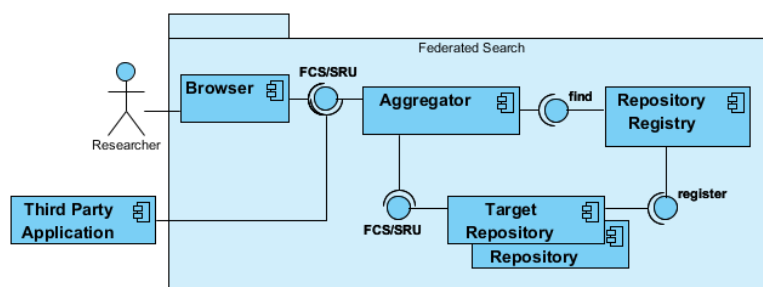 Federated Search
FCS/SRU
Browser
Aggregator
find
Repository
Registry
Researcher
register
Third Party
Application
Target
Repository
FCS/SRU
Repository